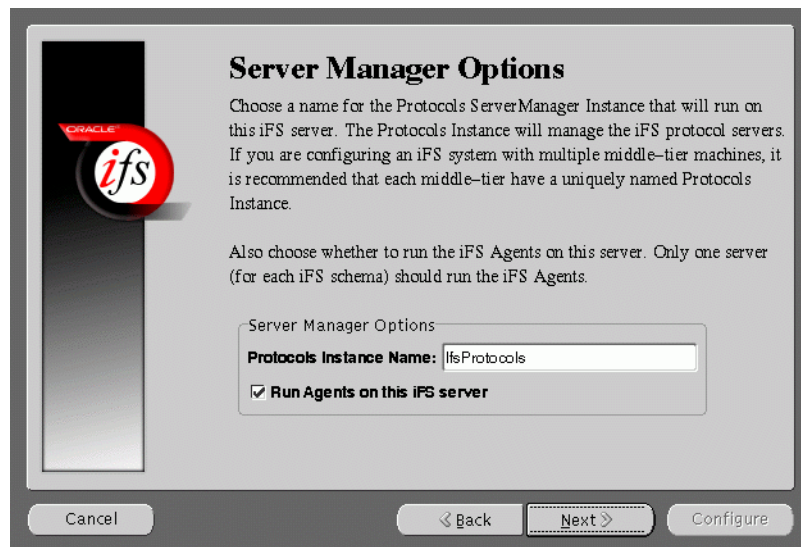 Server Manager Options
Choose a name for the Protocols ServerManager Instance that will run on
this iFS server. The Protocols Instance will manage the iFS protocol servers.
If you are configuring an iFS system with multiple middle-tier machines, it
is recommended that each middle-tier have a uniquely named Protocols
Instance.
Also choose whether to run the iFS Agents on this server. Only one server
(for each iFS schema) should run the iFS Agents.
ORACLE
ifs
Server Manager Options
Protocols Instance Name: IfsProtocols
Run Agents on this iFS server
Cancel
Back
Next
Configure